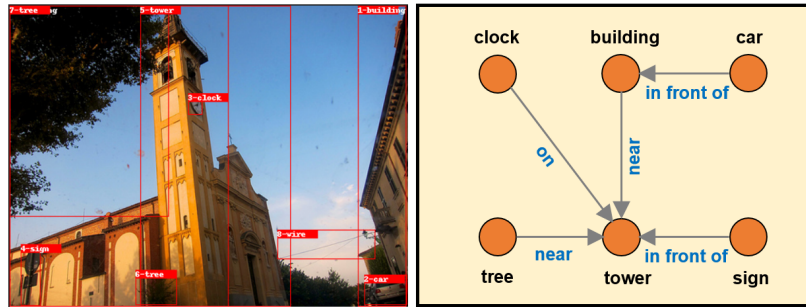 7-tree
ng
5-tower
1-building
3-clock
8-wire
4-sign
6-tree
2-car
clock
building
car
in front of
on
near
near
in front of
tree
tower
sign